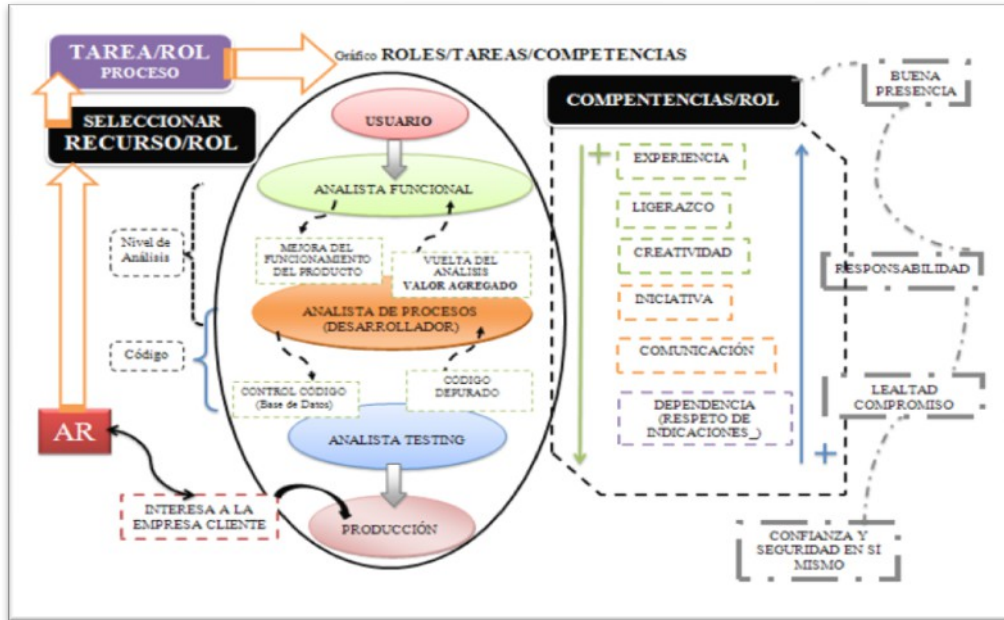 TAREA/ROL
PROCESO
Gráfico ROLES/TAREAS/COMPETENCIAS
SELECCIONAR
RECURSO/ROL
USUARIO
ANALISTA FUNCIONAL
Nivel de
Análisis
MEJORA DEL
FUNCIONAMIENTO
DEL PRODUCTO
VUELTA DEL
ANÁLISIS
VALOR AGREGADO
ANALISTA DE PROCESOS
(DESARROLLADOR)
Código
CONTROL CÓDIGO
(Base de Datos)
CÓDIGO
DEPURADO
ANALISTA TESTING
AR
INTERESA A LA
EMPRESA CLIENTE
PRODUCCIÓN
COMPENTENCIAS/ROL
+
EXPERIENCIA
LIGERAZCO
CREATIVIDAD
INICIATIVA
COMUNICACIÓN
DEPENDENCIA
(RESPETO DE
INDICACIONES_)
+
BUENA
PRESENCIA
RESPONSABILIDAD
LEALTAD
COMPROMISO
CONFIANZA Y
SEGURIDAD EN SÍ
MISMO